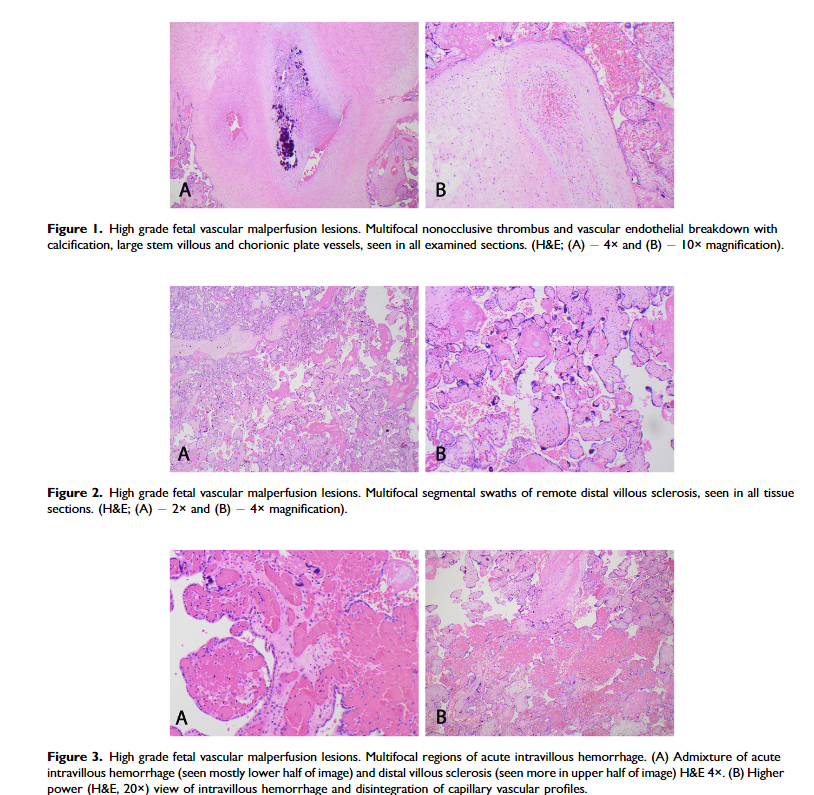 A
B
Figure 1. High grade fetal vascular malperfusion lesions. Multifocal nonocclusive thrombus and vascular endothelial breakdown with
calcification, large stem villous and chorionic plate vessels, seen in all examined sections. (H&E; (A) – 4× and (B) – 10× magnification).
A
B
Figure 2. High grade fetal vascular malperfusion lesions. Multifocal segmental swaths of remote distal villous sclerosis, seen in all tissue
sections. (H&E; (A) – 2× and (B) – 4× magnification).
A
B
Figure 3. High grade fetal vascular malperfusion lesions. Multifocal regions of acute intravillous hemorrhage. (A) Admixture of acute
intravillous hemorrhage (seen mostly lower half of image) and distal villous sclerosis (seen more in upper half of image) H&E 4×. (B) Higher
power (H&E, 20×) view of intravillous hemorrhage and disintegration of capillary vascular profiles.